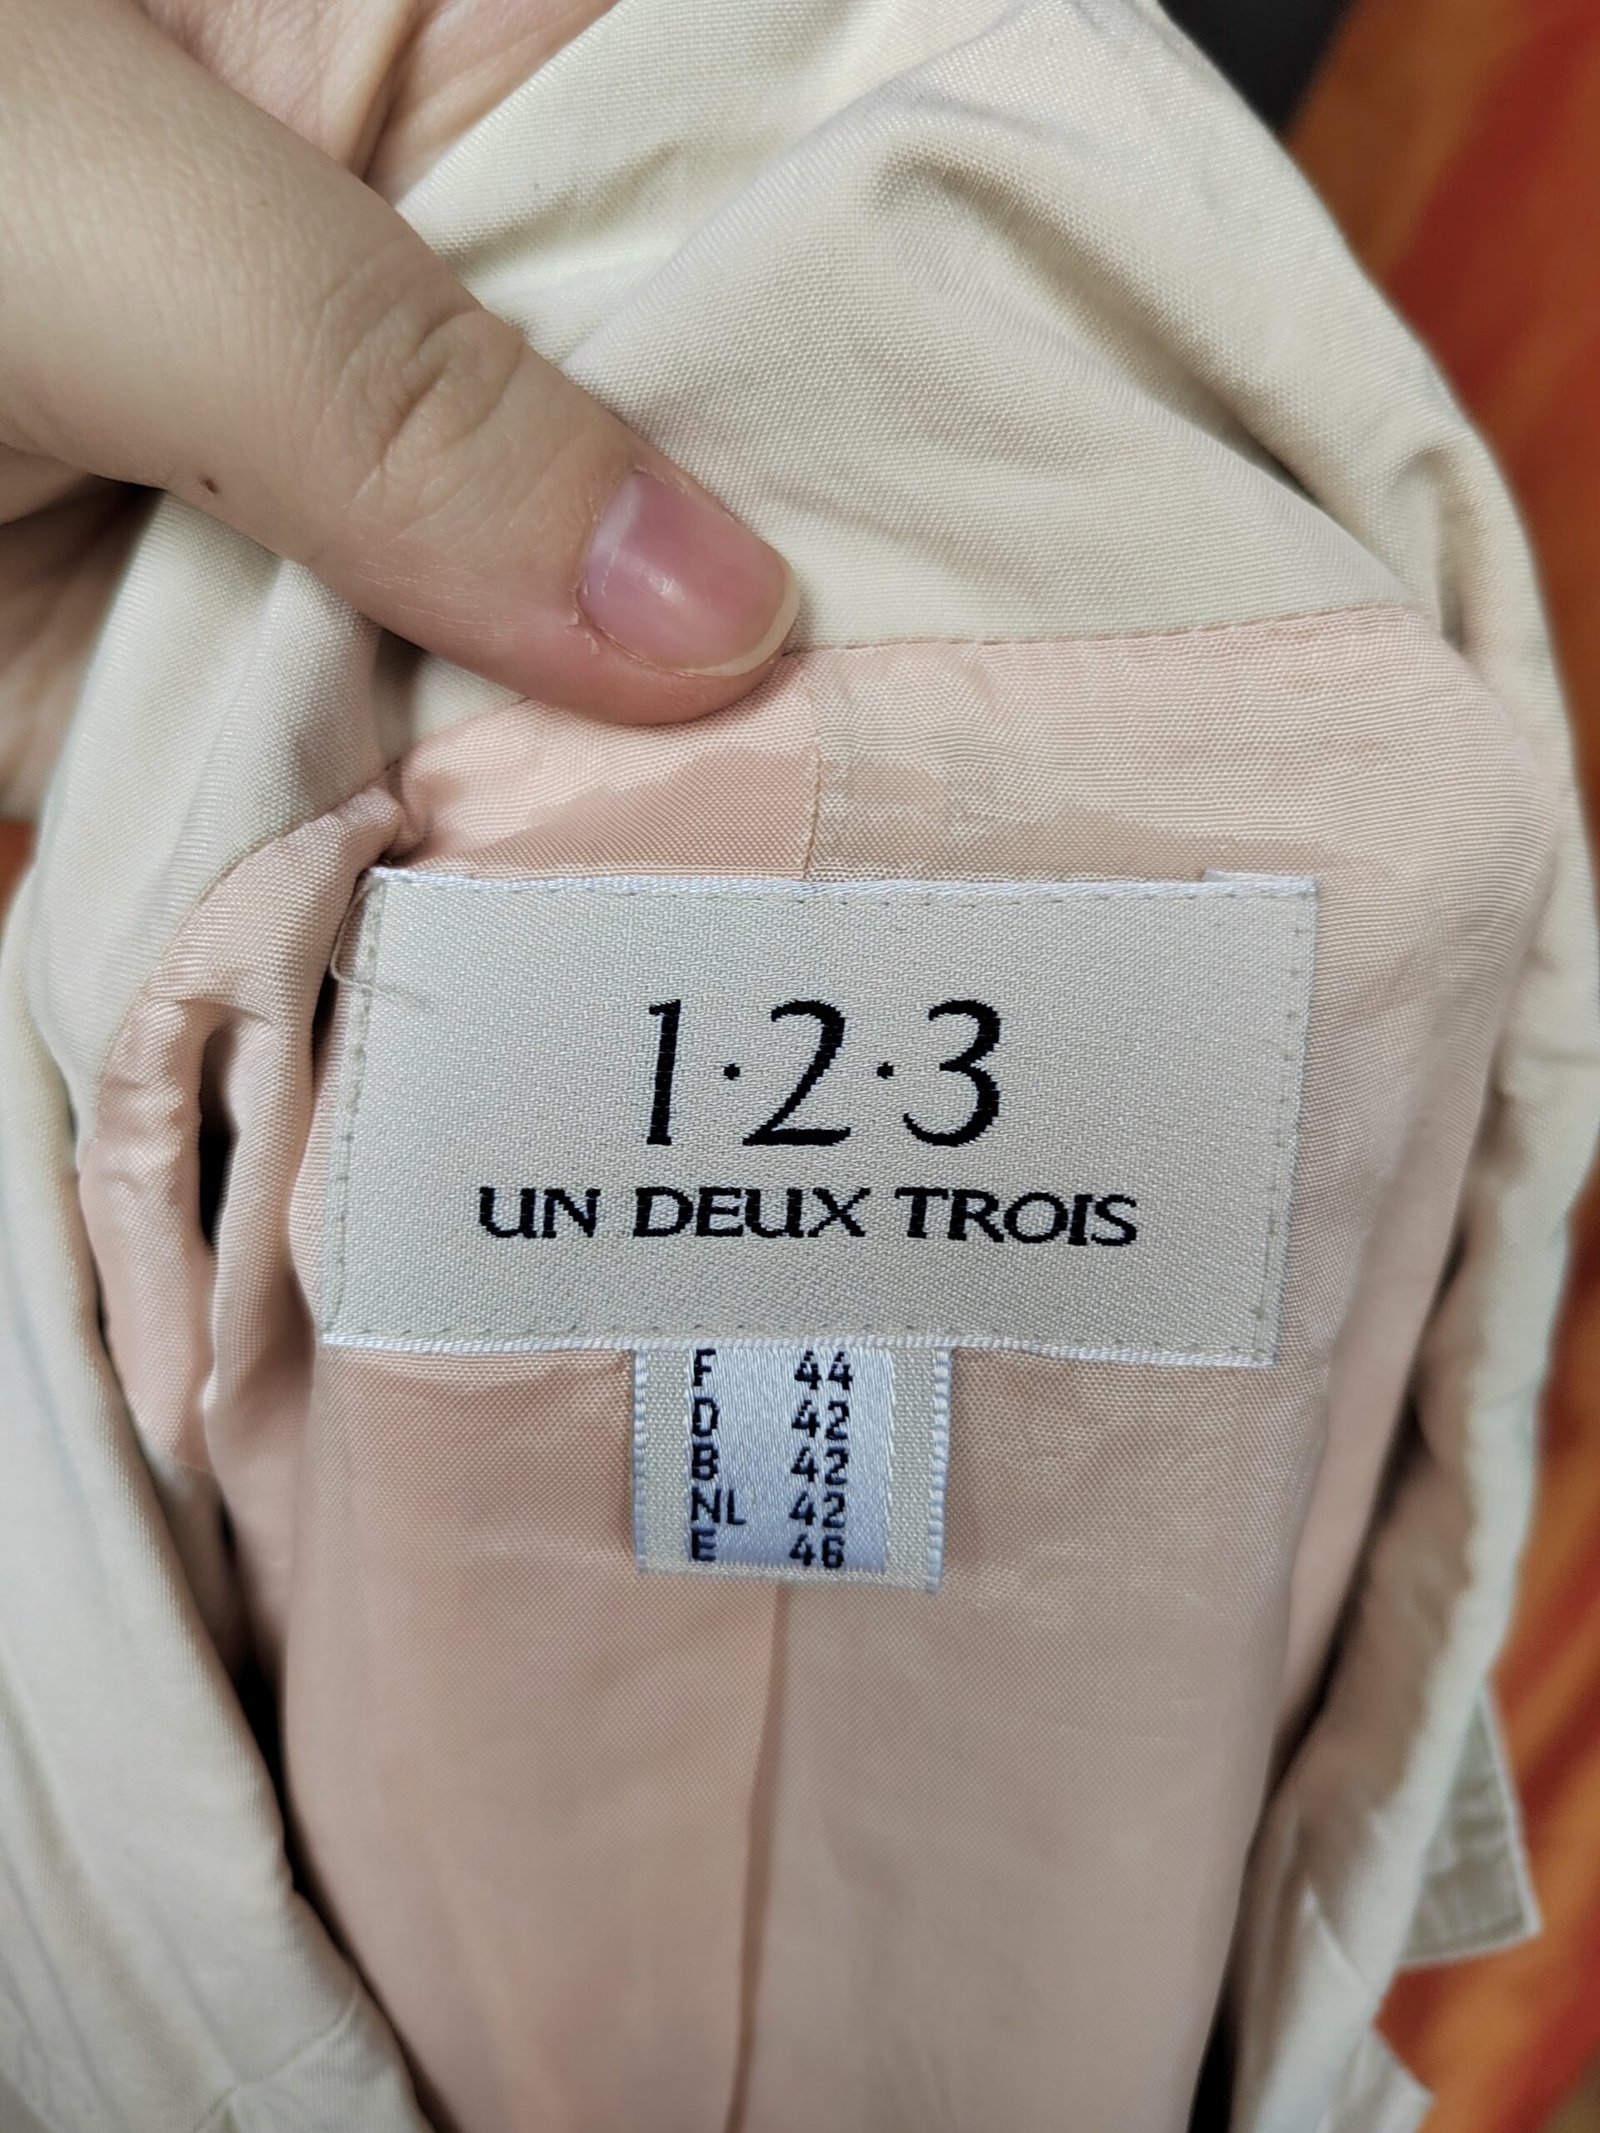 1·2·3
UN DEUX TROIS
F 44
D 42
B 42
NL 42
E 46